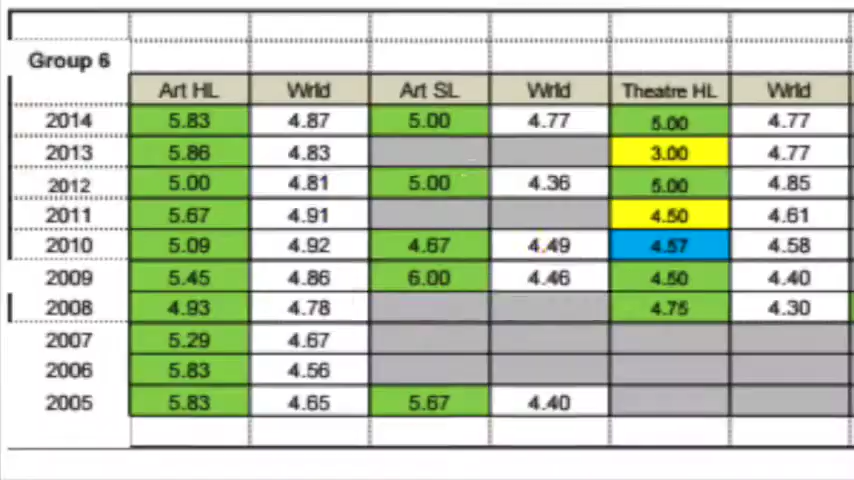 Group 6
Art HL Wrld Art SL Wrld Theatre HL Wrld
2014 5.83 4.87 5.00 4.77 5.00 4.77
2013 5.86 4.83 3.00 4.77
2012 5.00 4.81 5.00 4.36 5.00 4.85
2011 5.67 4.91 4.50 4.61
2010 5.09 4.92 4.67 4.49 4.57 4.58
2009 5.45 4.86 6.00 4.46 4.50 4.40
2008 4.93 4.78 4.75 4.30
2007 5.29 4.67
2006 5.83 4.56
2005 5.83 4.65 5.67 4.40